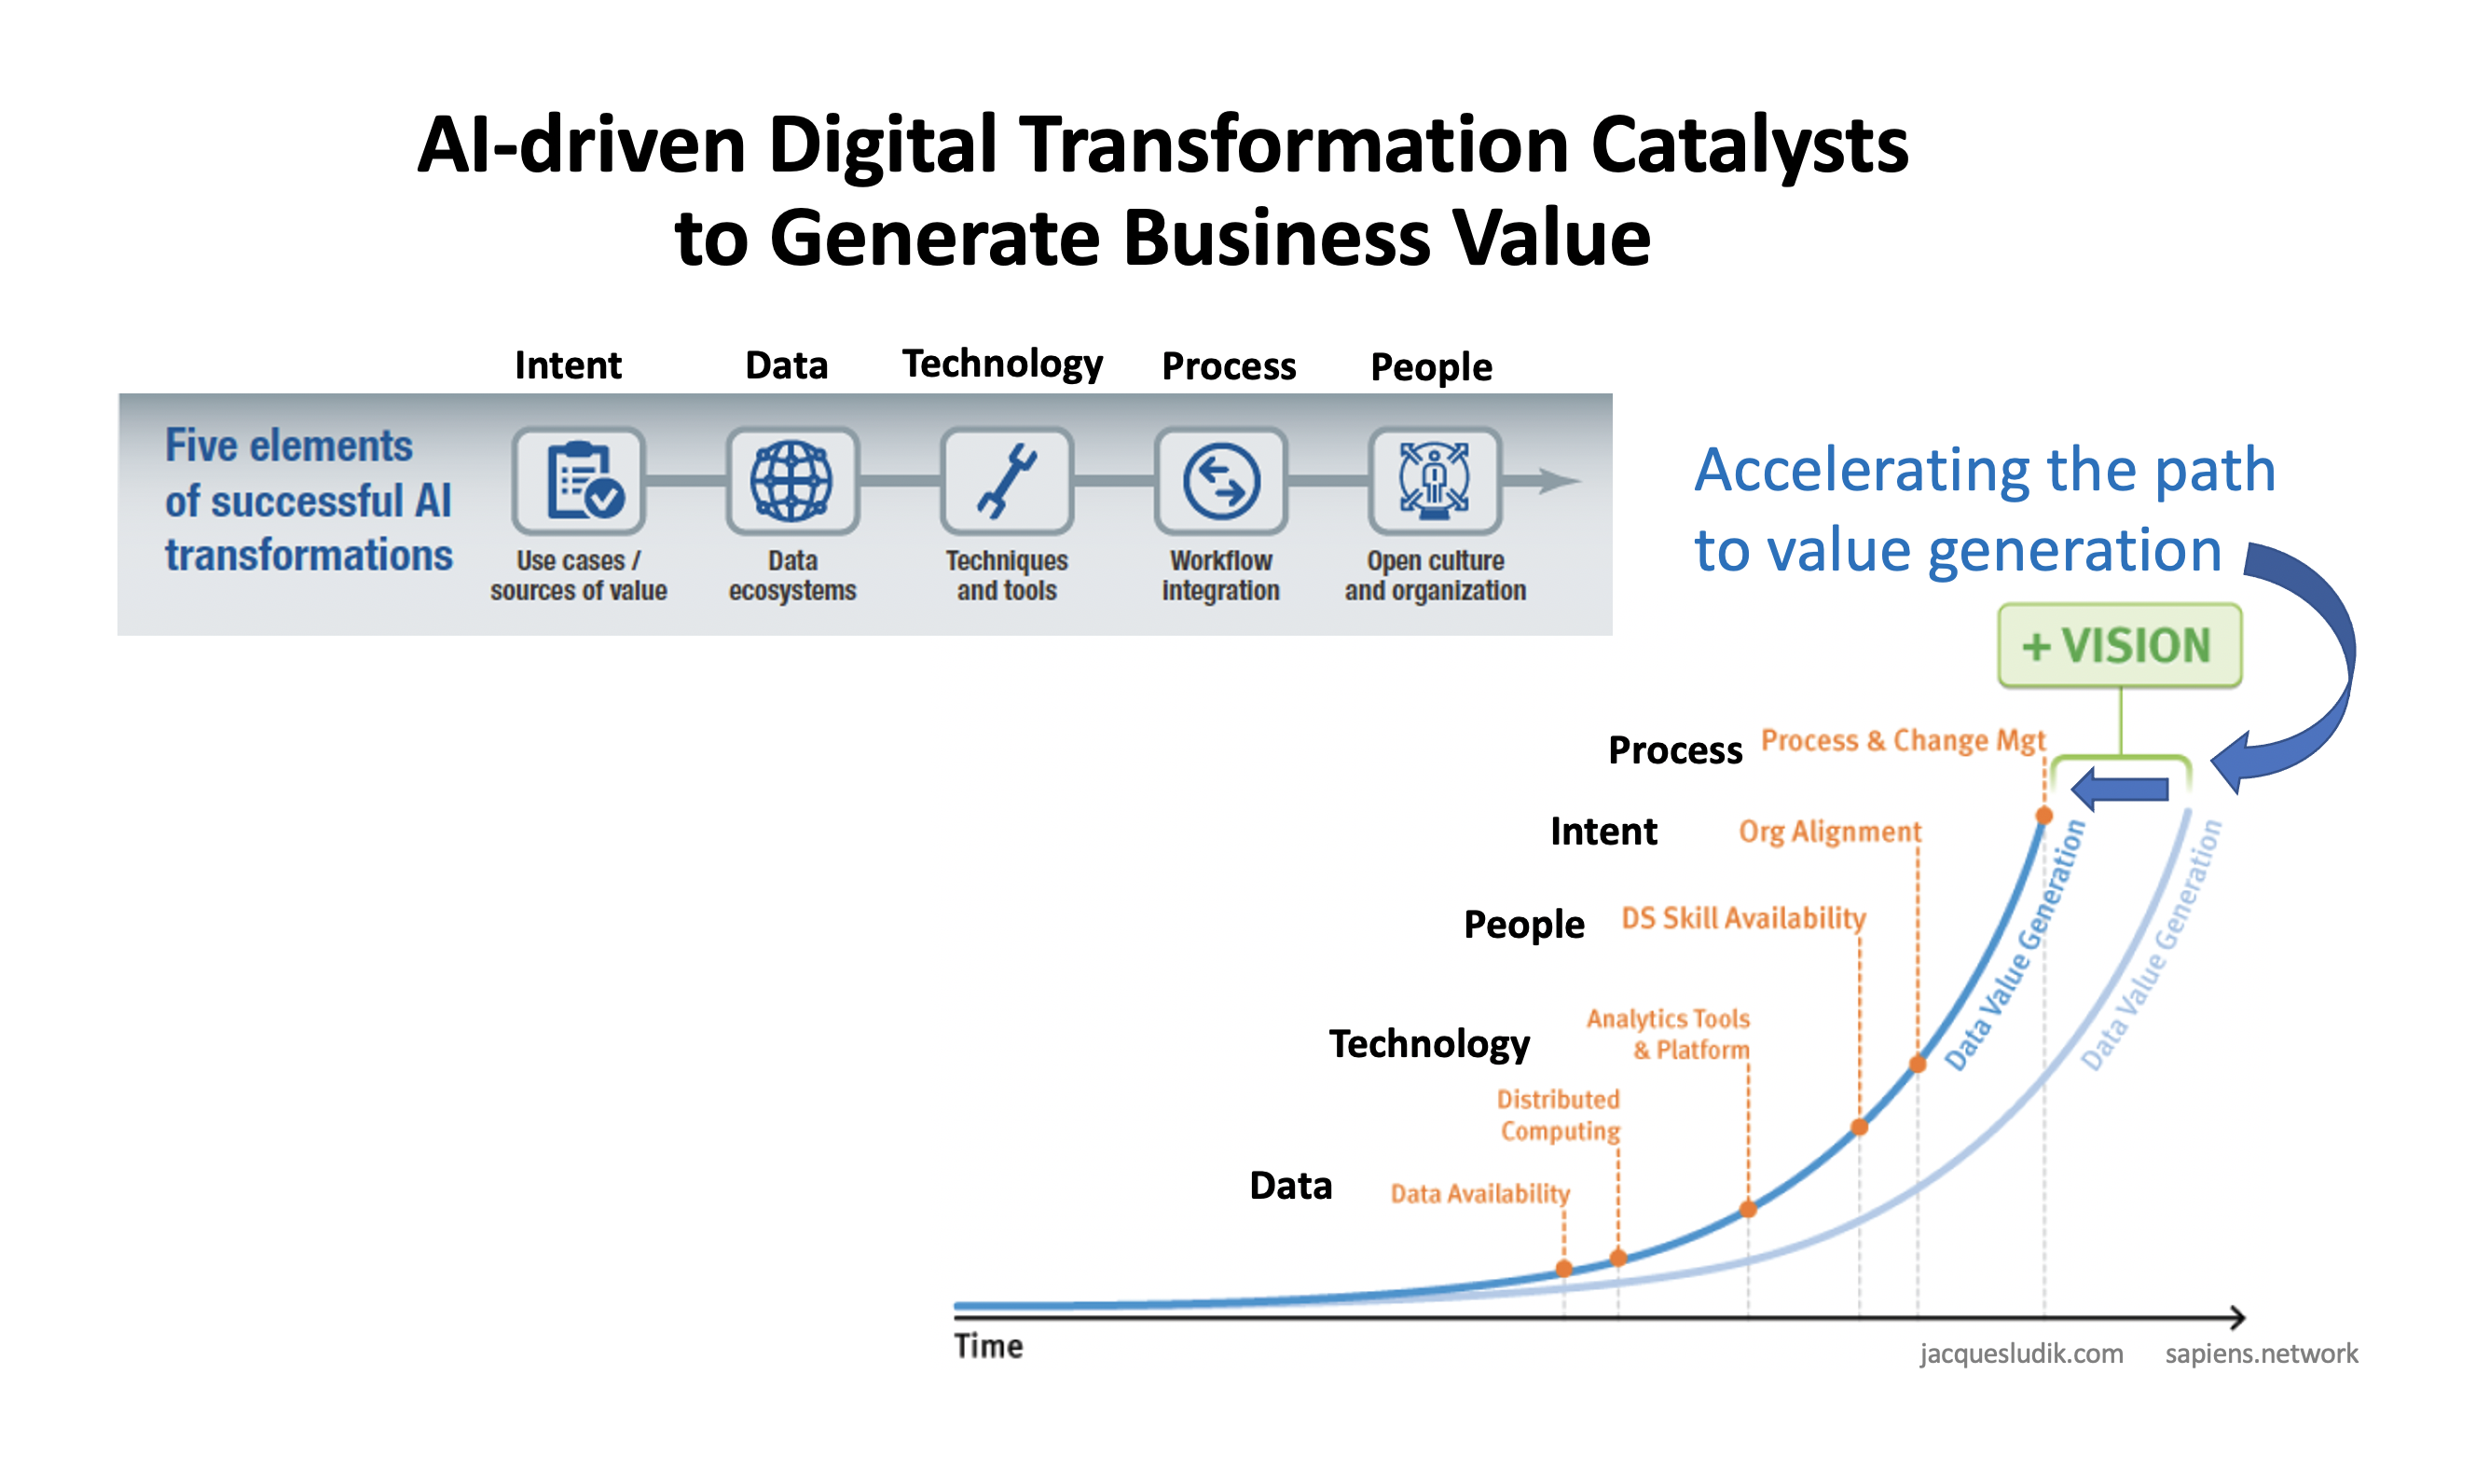 AI-driven Digital Transformation Catalysts
to Generate Business Value
Intent
Data
Technology
Process
People
Five elements
of successful AI
transformations
Use cases /
sources of value
Data
ecosystems
Techniques
and tools
Workflow
integration
Open culture
and organization
Accelerating the path
to value generation
+ VISION
Process
Process & Change Mgt
Intent
Org Alignment
People
DS Skill Availability
Technology
Analytics Tools
& Platform
Distributed
Computing
Data
Data Availability
Data Value Generation
Data Value Generation
Time
jacquesludik.com
sapiens.network